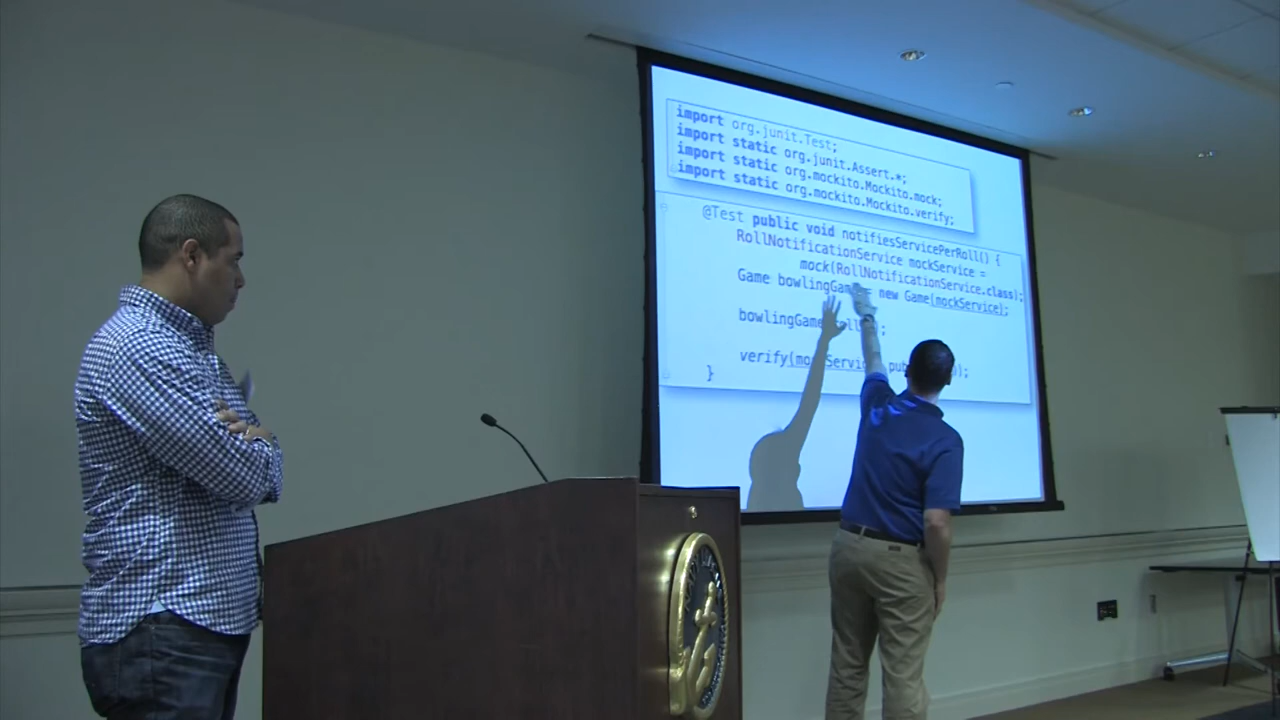 import org.junit.Test;
import static org.junit.Assert.*;
import static org.mockito.Mockito.mock;
import static org.mockito.Mockito.verify;
@Test public void notifiesServicePerRoll() {
RollNotificationService mockService =
mock(RollNotificationService.class);
Game bowlingGame = new Game(mockService);
bowlingGame
verify(mockService
}